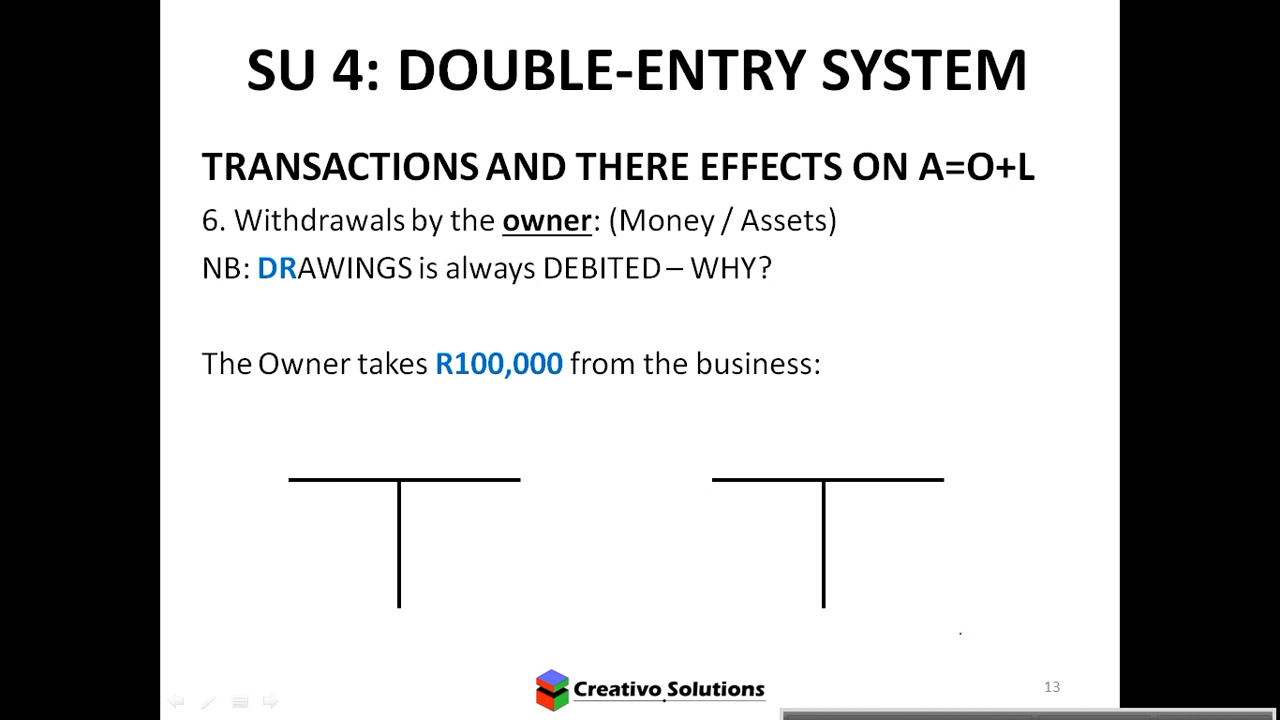 SU 4: DOUBLE-ENTRY SYSTEM
TRANSACTIONS AND THERE EFFECTS ON A=O+L
6. Withdrawals by the owner: (Money / Assets)
NB: DRAWINGS is always DEBITED – WHY?
The Owner takes R100,000 from the business:
Creativo Solutions
13